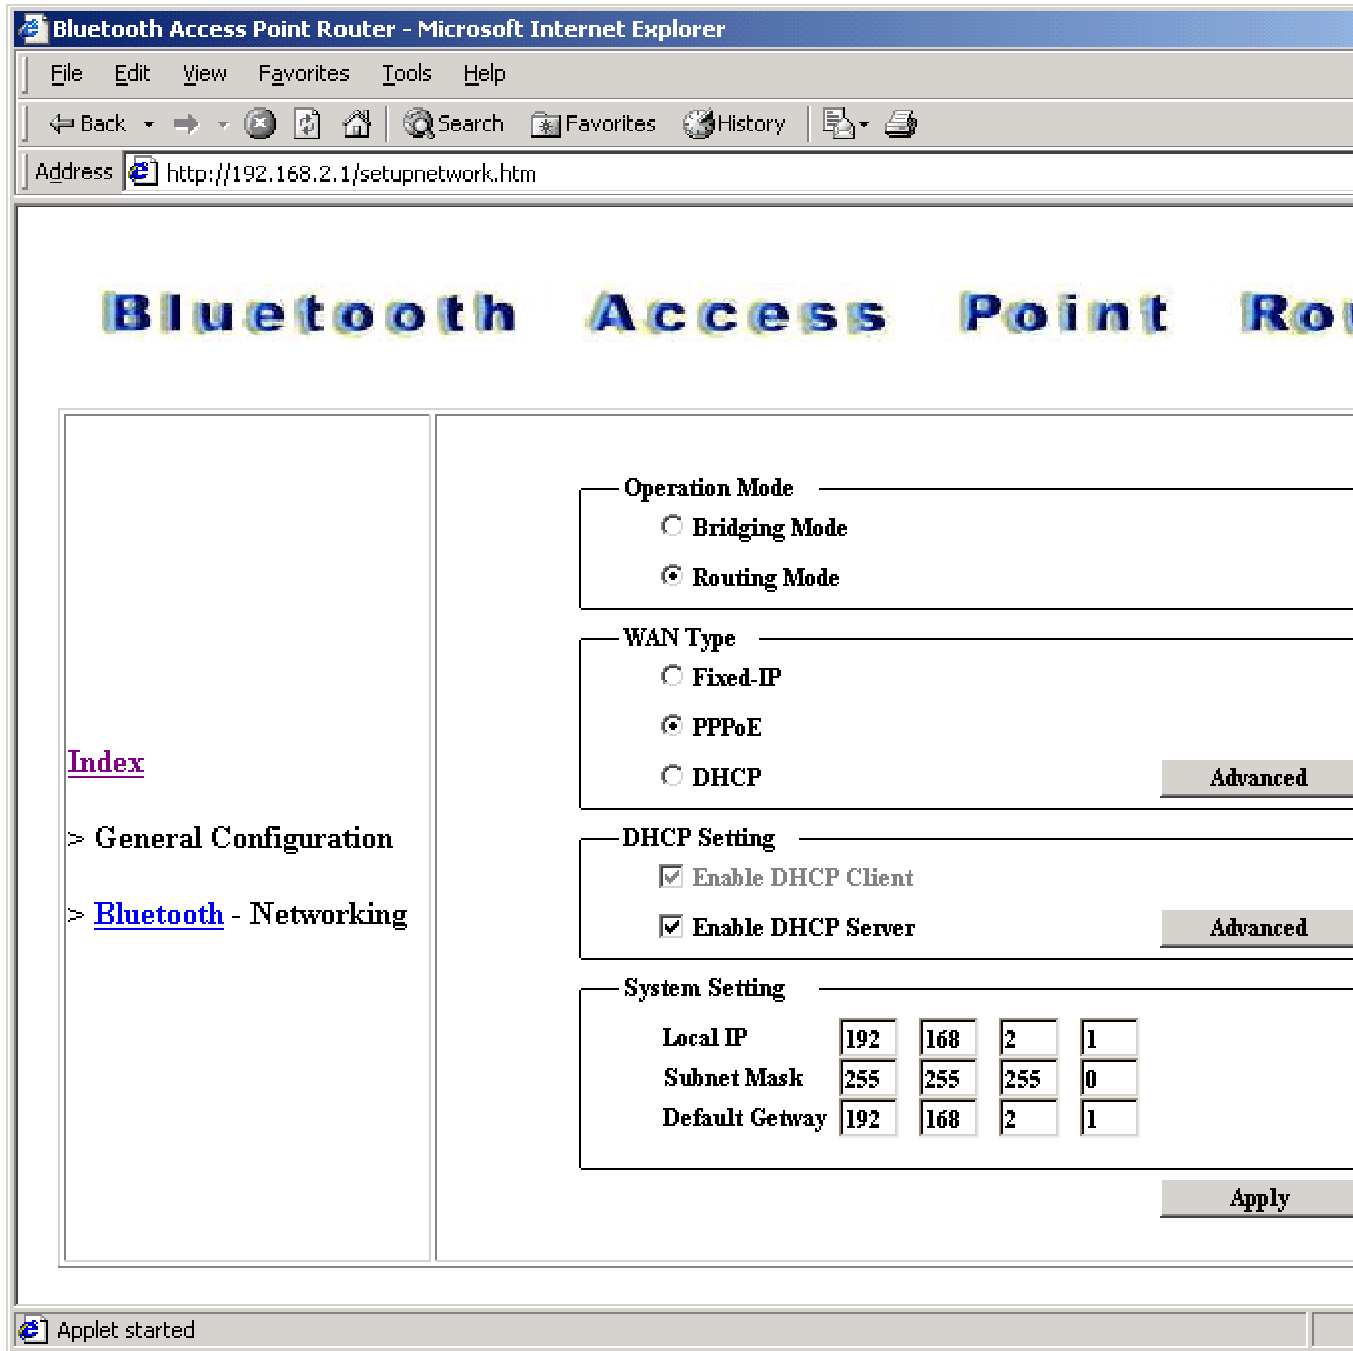 Bluetooth Access Point Router - Microsoft Internet Explorer
File Edit View Favorites Tools Help
Back Search Favorites History
Address http://192.168.2.1/setupnetwork.htm
Bluetooth Access Point Rou
Operation Mode
Bridging Mode
Routing Mode
WAN Type
Fixed-IP
PPPoE
DHCP Advanced
DHCP Setting
Enable DHCP Client
Enable DHCP Server Advanced
System Setting
Local IP 192 168 2 1
Subnet Mask 255 255 255 0
Default Getway 192 168 2 1
Apply
Index
> General Configuration
> Bluetooth - Networking
Applet started